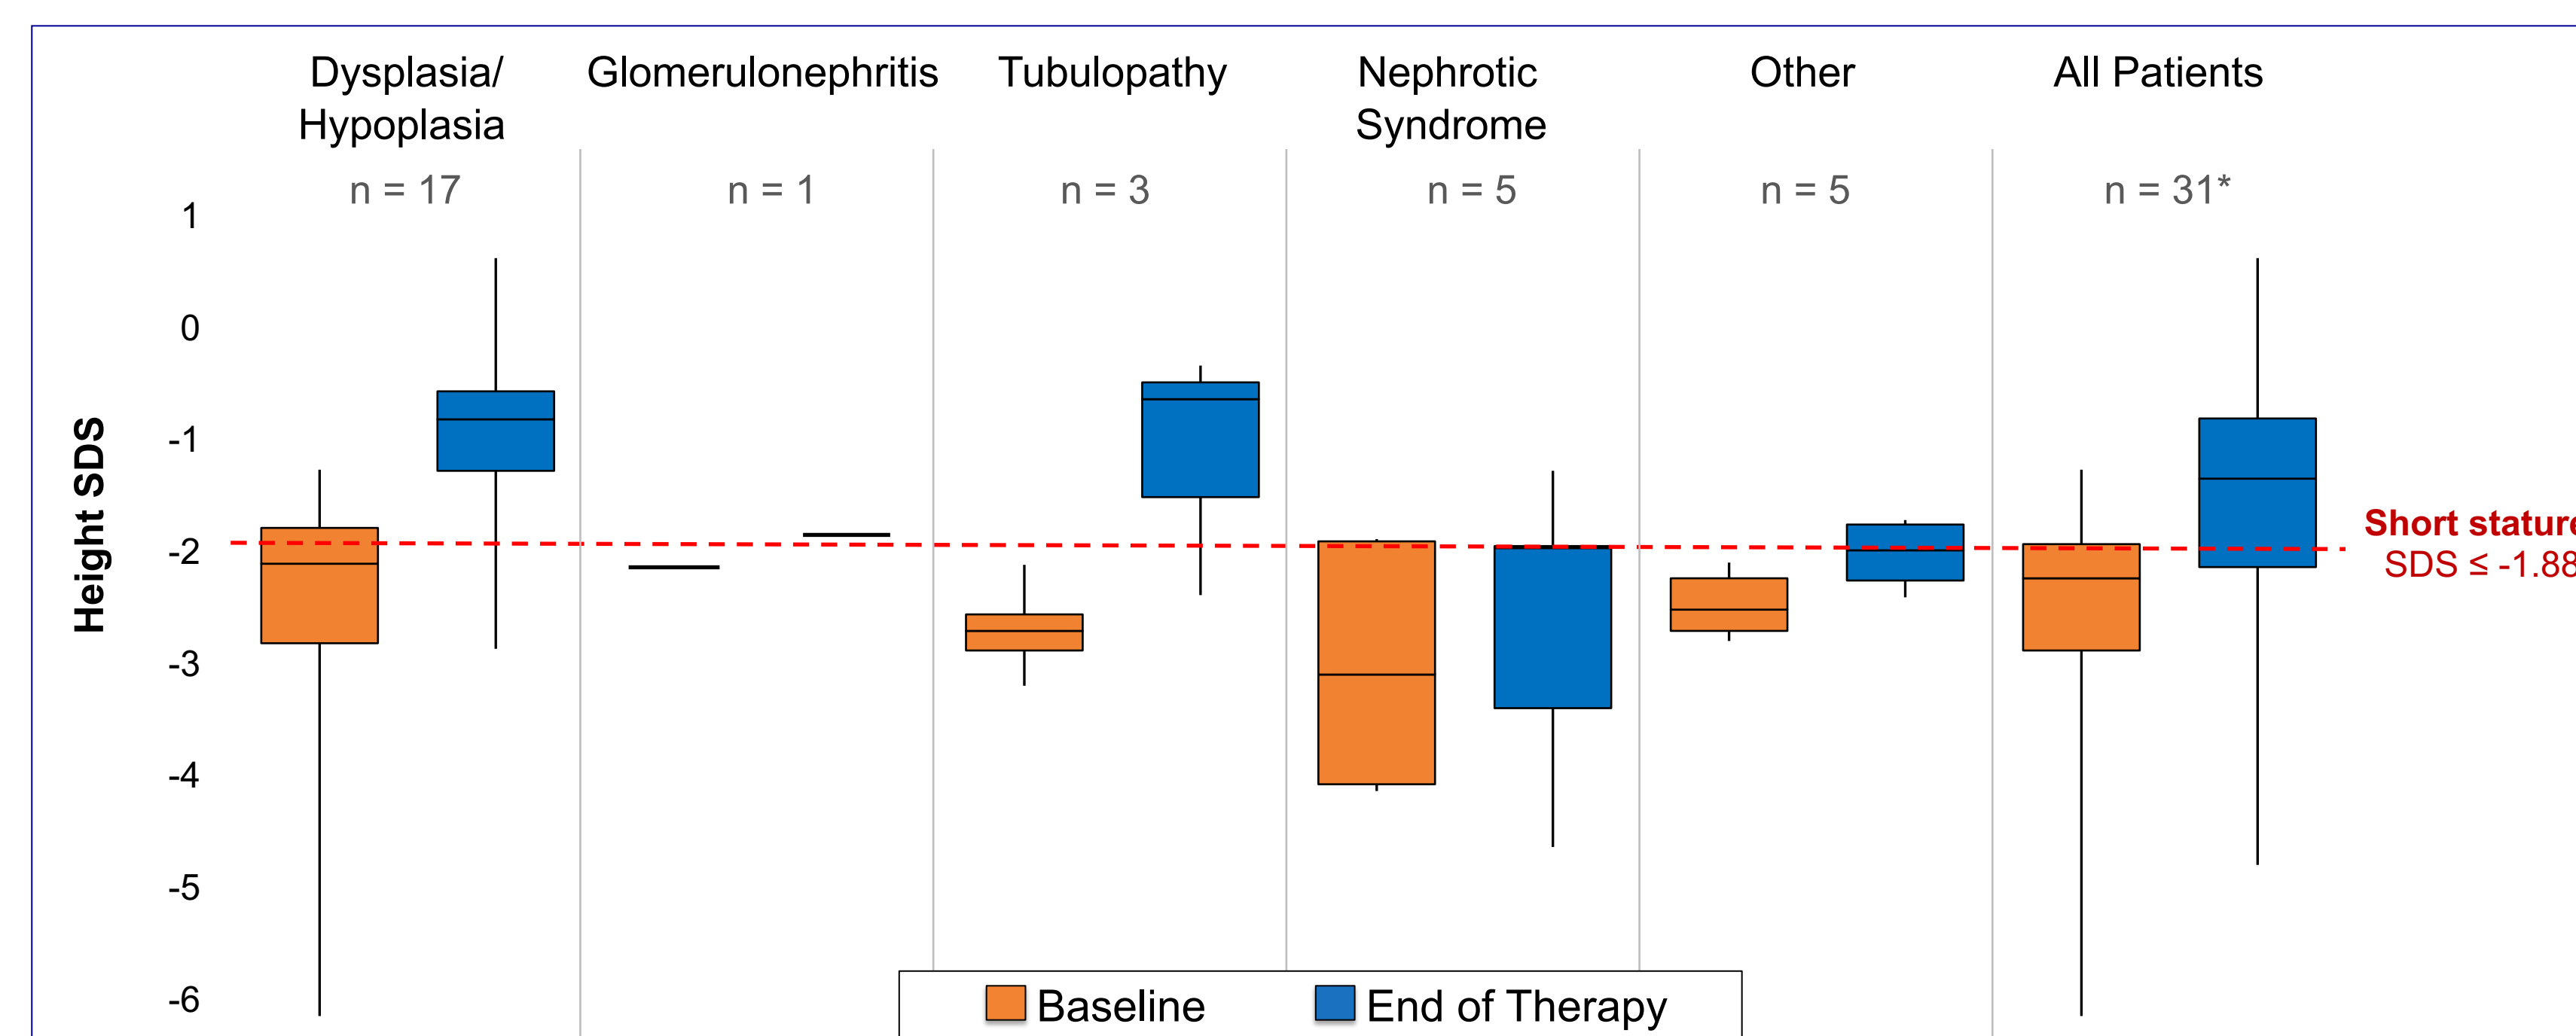 Dysplasia/
Hypoplasia
Glomerulonephritis
Tubulopathy
Nephrotic
Syndrome
Other
All Patients
n = 17
n = 1
n = 3
n = 5
n = 5
n = 31*
1
0
-1
-2
-3
-4
-5
-6
Height SDS
Short stature
SDS ≤ -1.88
Baseline
End of Therapy